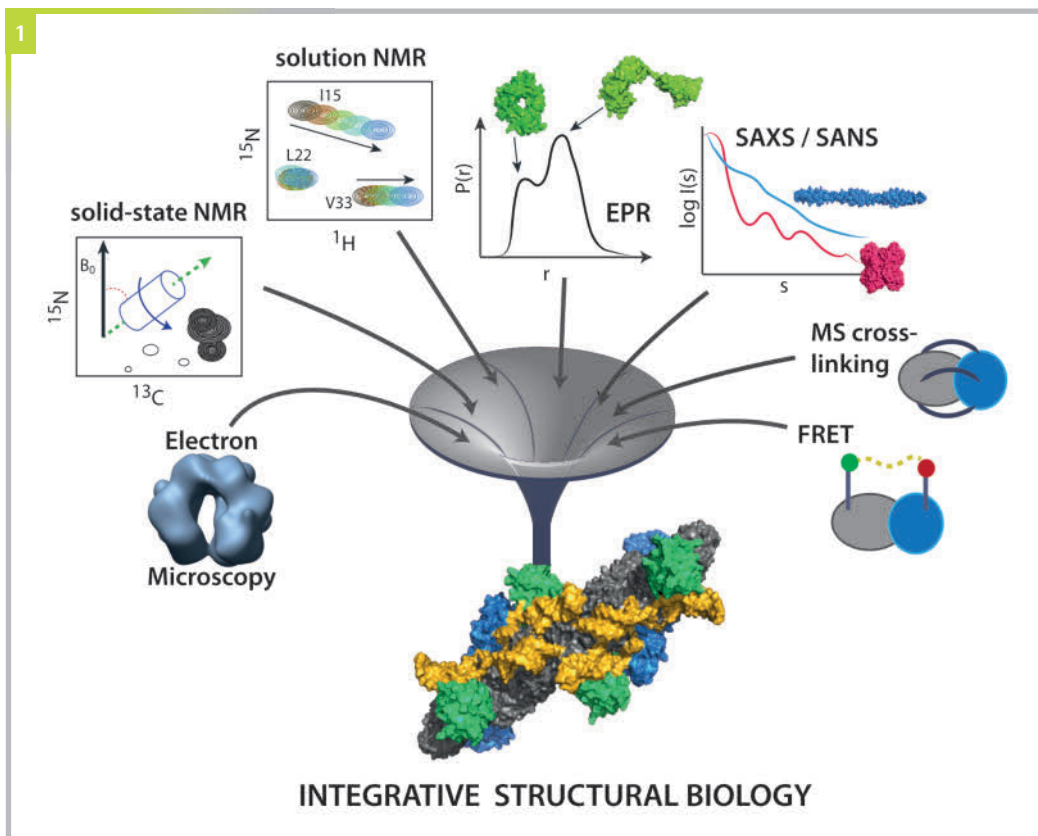 1
solution NMR
15N
I15
L22
V33
1H
P(r)
EPR
r
SAXS / SANS
log I(s)
s
solid-state NMR
15N
B0
13C
MS cross-
linking
FRET
Electron
Microscopy
INTEGRATIVE STRUCTURAL BIOLOGY